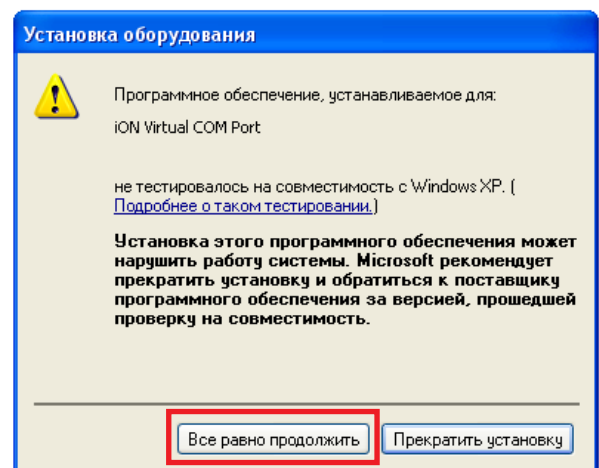 Установка оборудования
Программное обеспечение, устанавливаемое для:
iON Virtual COM Port
не тестировалось на совместимость с Windows XP. (
Подробнее о таком тестировании.)
Установка этого программного обеспечения может
нарушить работу системы. Microsoft рекомендует
прекратить установку и обратиться к поставщику
программного обеспечения за версией, прошедшей
проверку на совместимость.
Все равно продолжить
Прекратить установку